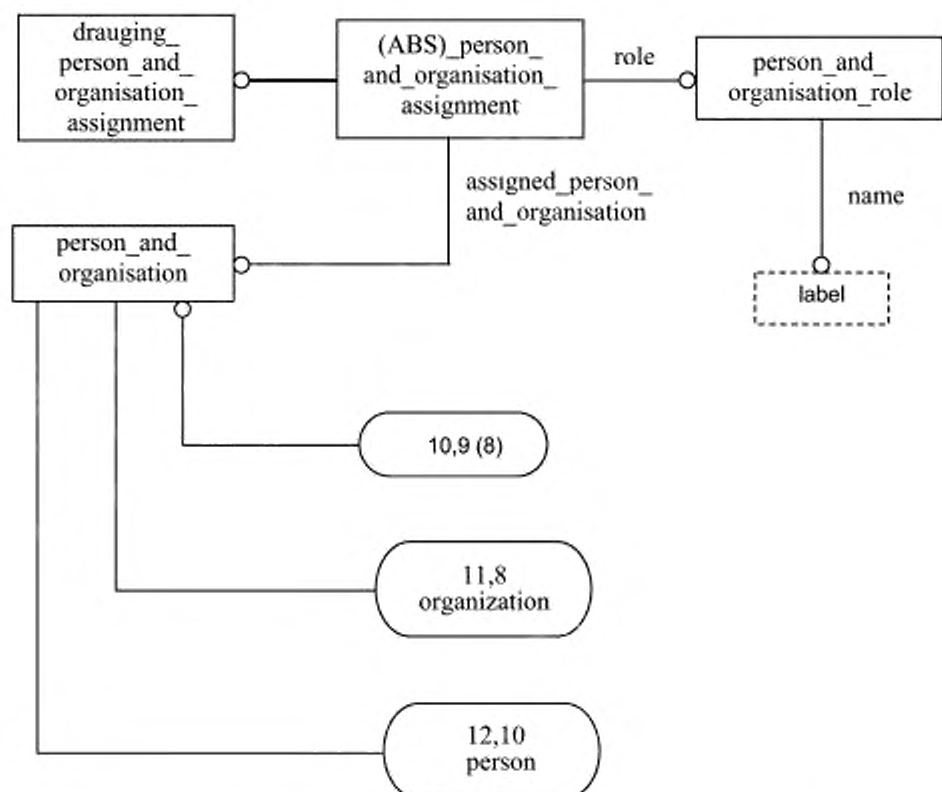 drauging_
person_and_
organisation_
assignment
(ABS)_person_
and_organisation_
assignment
role
person_and_
organisation_role
assigned_person_
and_organisation
name
person_and_
organisation
label
10,9 (8)
11,8
organization
12,10
person